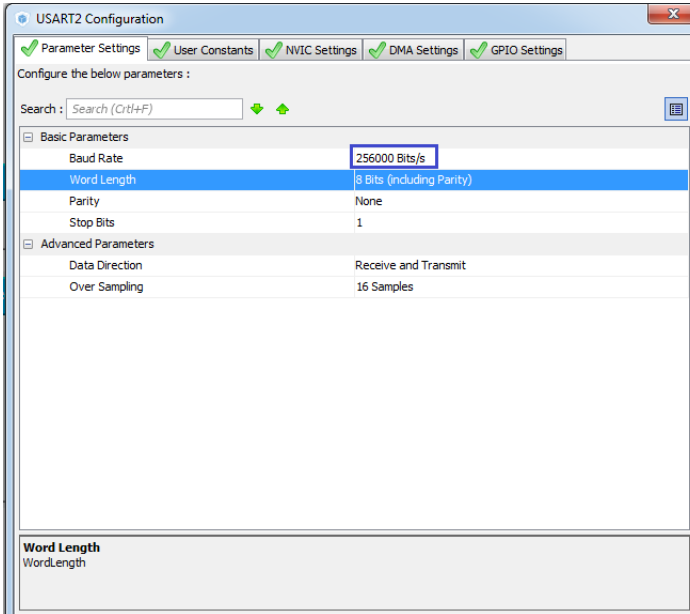 USART2 Configuration
Parameter Settings User Constants NVIC Settings DMA Settings GPIO Settings
Configure the below parameters :
Search : Search (Crtl+F)
Basic Parameters
Baud Rate 256000 Bits/s
Word Length 8 Bits (including Parity)
Parity None
Stop Bits 1
Advanced Parameters
Data Direction Receive and Transmit
Over Sampling 16 Samples
Word Length
WordLength